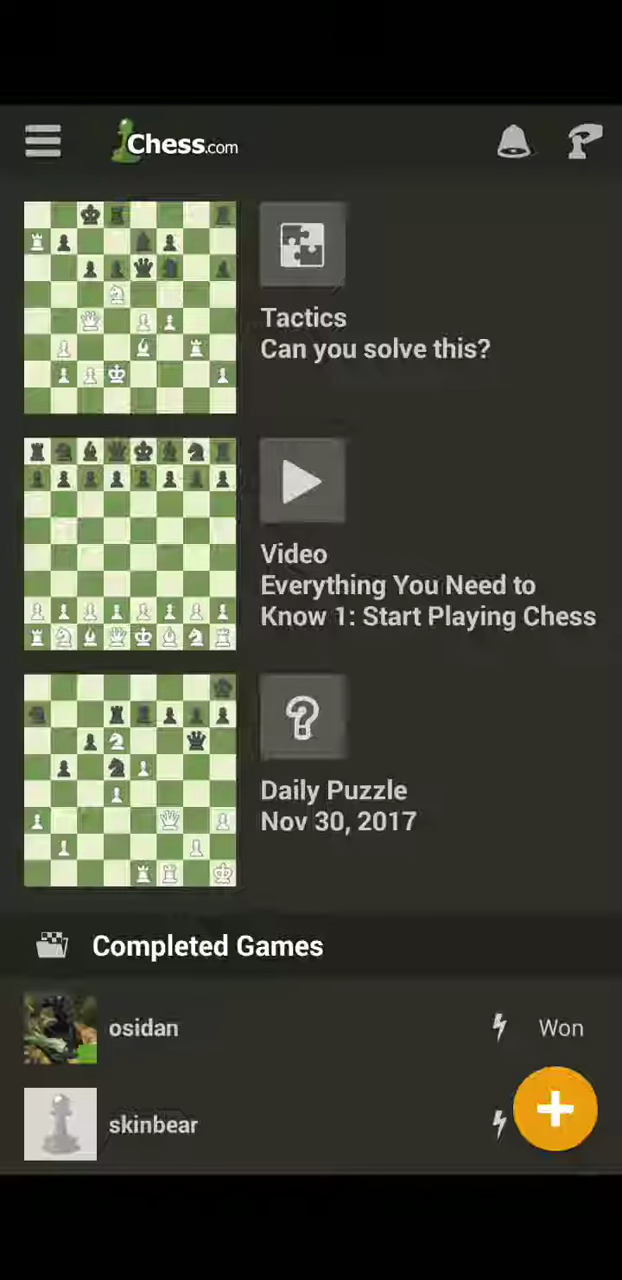 Chess.com
Tactics
Can you solve this?
Video
Everything You Need to
Know 1: Start Playing Chess
Daily Puzzle
Nov 30, 2017
Completed Games
osidan
Won
skinbear